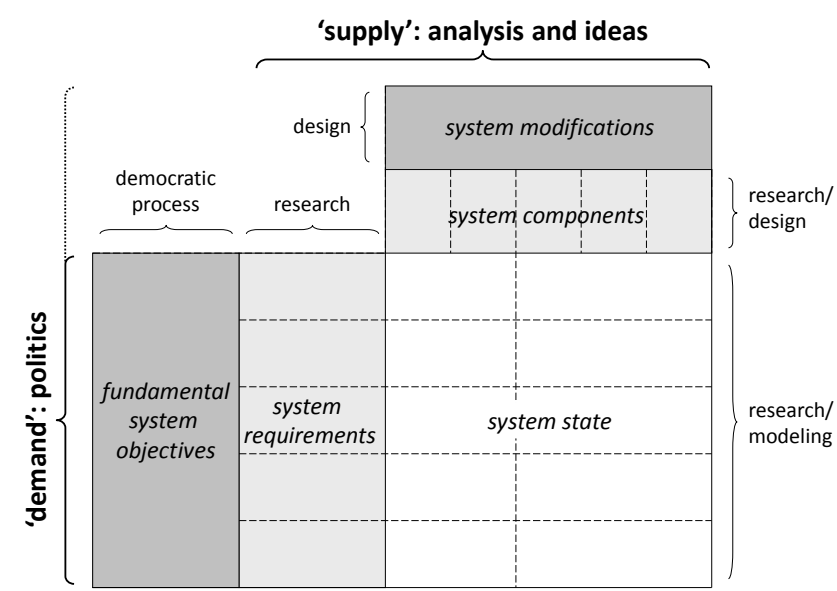 ‘supply’: analysis and ideas
design
system modifications
democratic
process
research
system components
research/
design
‘demand’: politics
fundamental
system
objectives
system
requirements
system state
research/
modeling